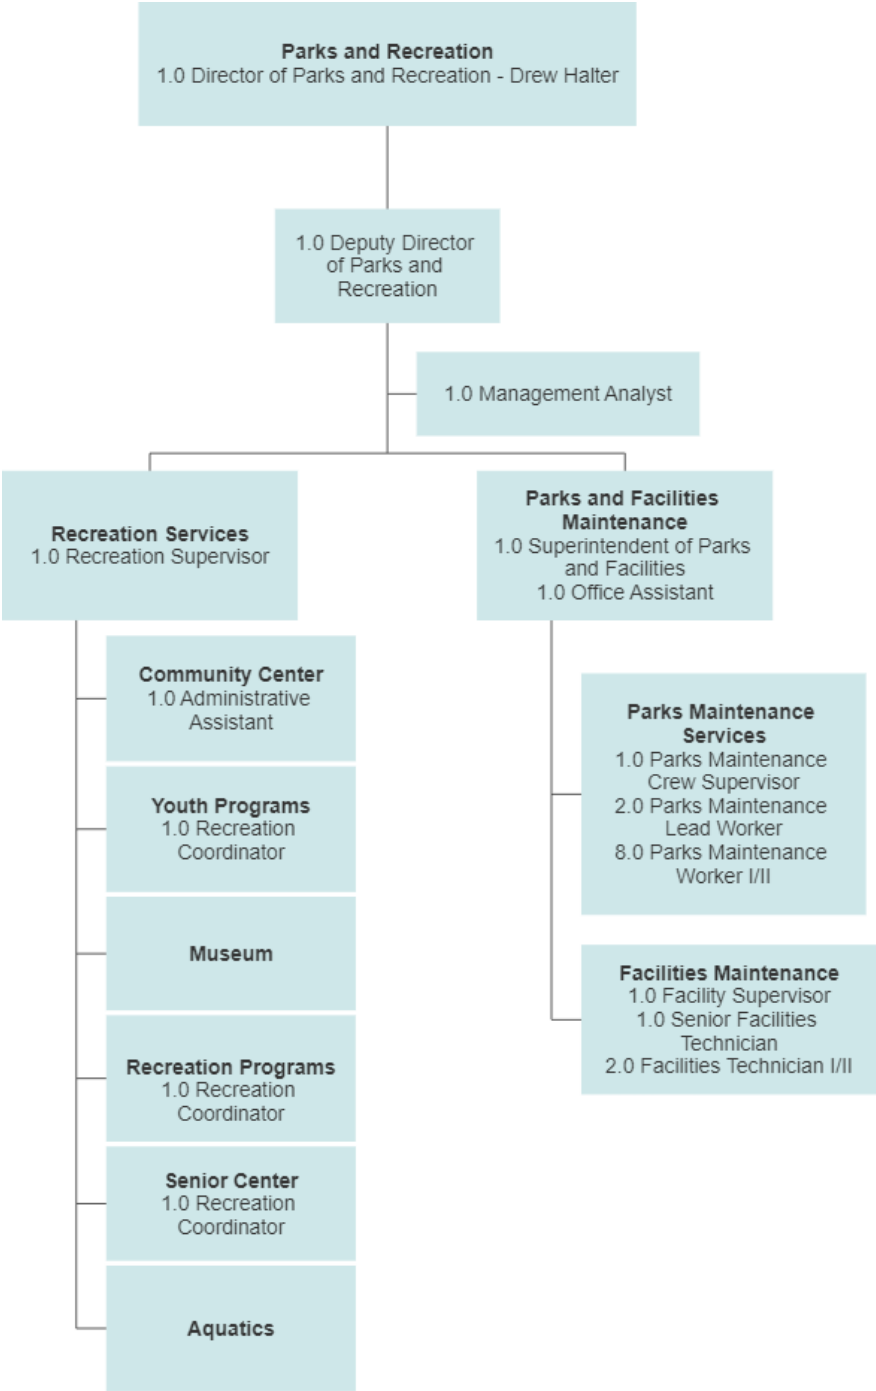 Parks and Recreation
1.0 Director of Parks and Recreation - Drew Halter
1.0 Deputy Director
of Parks and
Recreation
1.0 Management Analyst
Recreation Services
1.0 Recreation Supervisor
Parks and Facilities
Maintenance
1.0 Superintendent of Parks
and Facilities
1.0 Office Assistant
Community Center
1.0 Administrative
Assistant
Youth Programs
1.0 Recreation
Coordinator
Museum
Recreation Programs
1.0 Recreation
Coordinator
Senior Center
1.0 Recreation
Coordinator
Aquatics
Parks Maintenance
Services
1.0 Parks Maintenance
Crew Supervisor
2.0 Parks Maintenance
Lead Worker
8.0 Parks Maintenance
Worker I/II
Facilities Maintenance
1.0 Facility Supervisor
1.0 Senior Facilities
Technician
2.0 Facilities Technician I/II